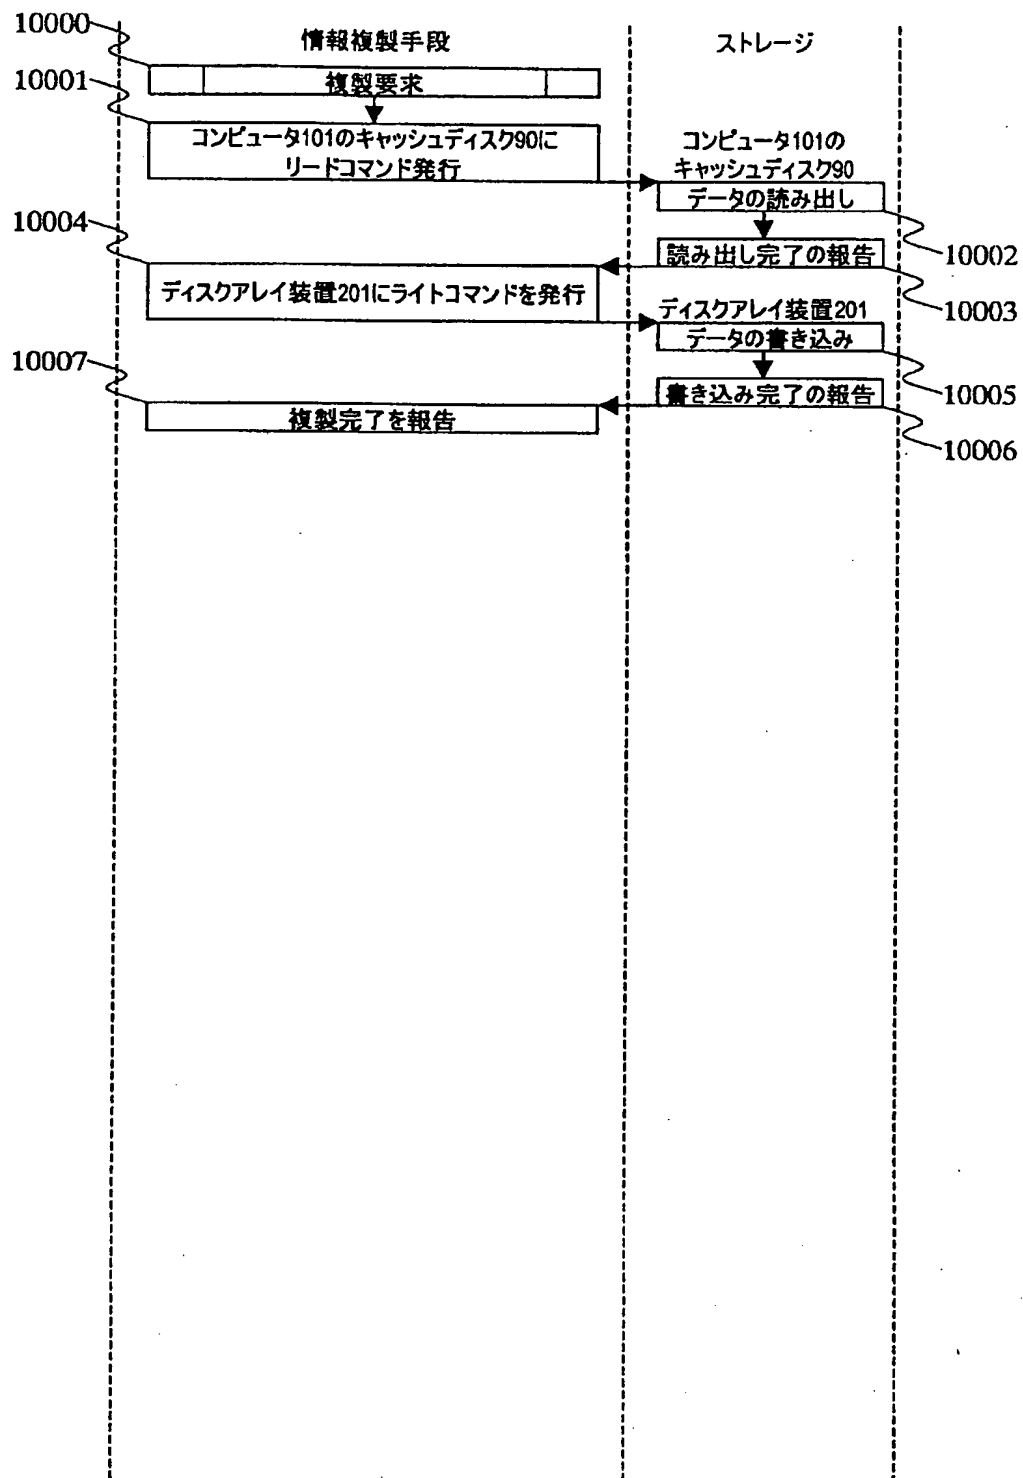 10000
情報複製手段
ストレージ
10001
複製要求
コンピュータ101のキャッシュディスク90に
リードコマンド発行
コンピュータ101の
キャッシュディスク90
データの読み出し
10002
10004
読み出し完了の報告
10003
ディスクアレイ装置201にライトコマンドを発行
ディスクアレイ装置201
データの書き込み
10005
10007
書き込み完了の報告
10006
複製完了を報告